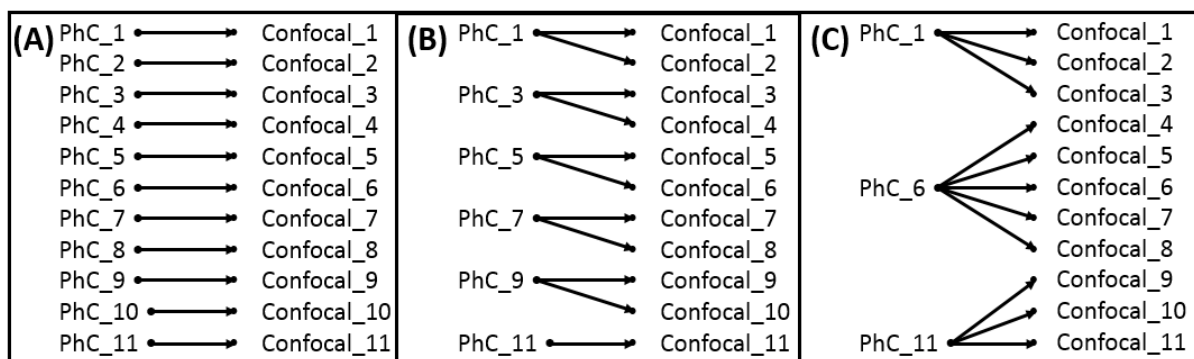 (A)
PhC_1 Confocal_1
PhC_2 Confocal_2
PhC_3 Confocal_3
PhC_4 Confocal_4
PhC_5 Confocal_5
PhC_6 Confocal_6
PhC_7 Confocal_7
PhC_8 Confocal_8
PhC_9 Confocal_9
PhC_10 Confocal_10
PhC_11 Confocal_11
(B)
PhC_1 Confocal_1
Confocal_2
PhC_3 Confocal_3
Confocal_4
PhC_5 Confocal_5
Confocal_6
PhC_7 Confocal_7
Confocal_8
PhC_9 Confocal_9
Confocal_10
PhC_11 Confocal_11
(C)
PhC_1 Confocal_1
Confocal_2
Confocal_3
Confocal_4
Confocal_5
PhC_6 Confocal_6
Confocal_7
Confocal_8
Confocal_9
Confocal_10
PhC_11 Confocal_11